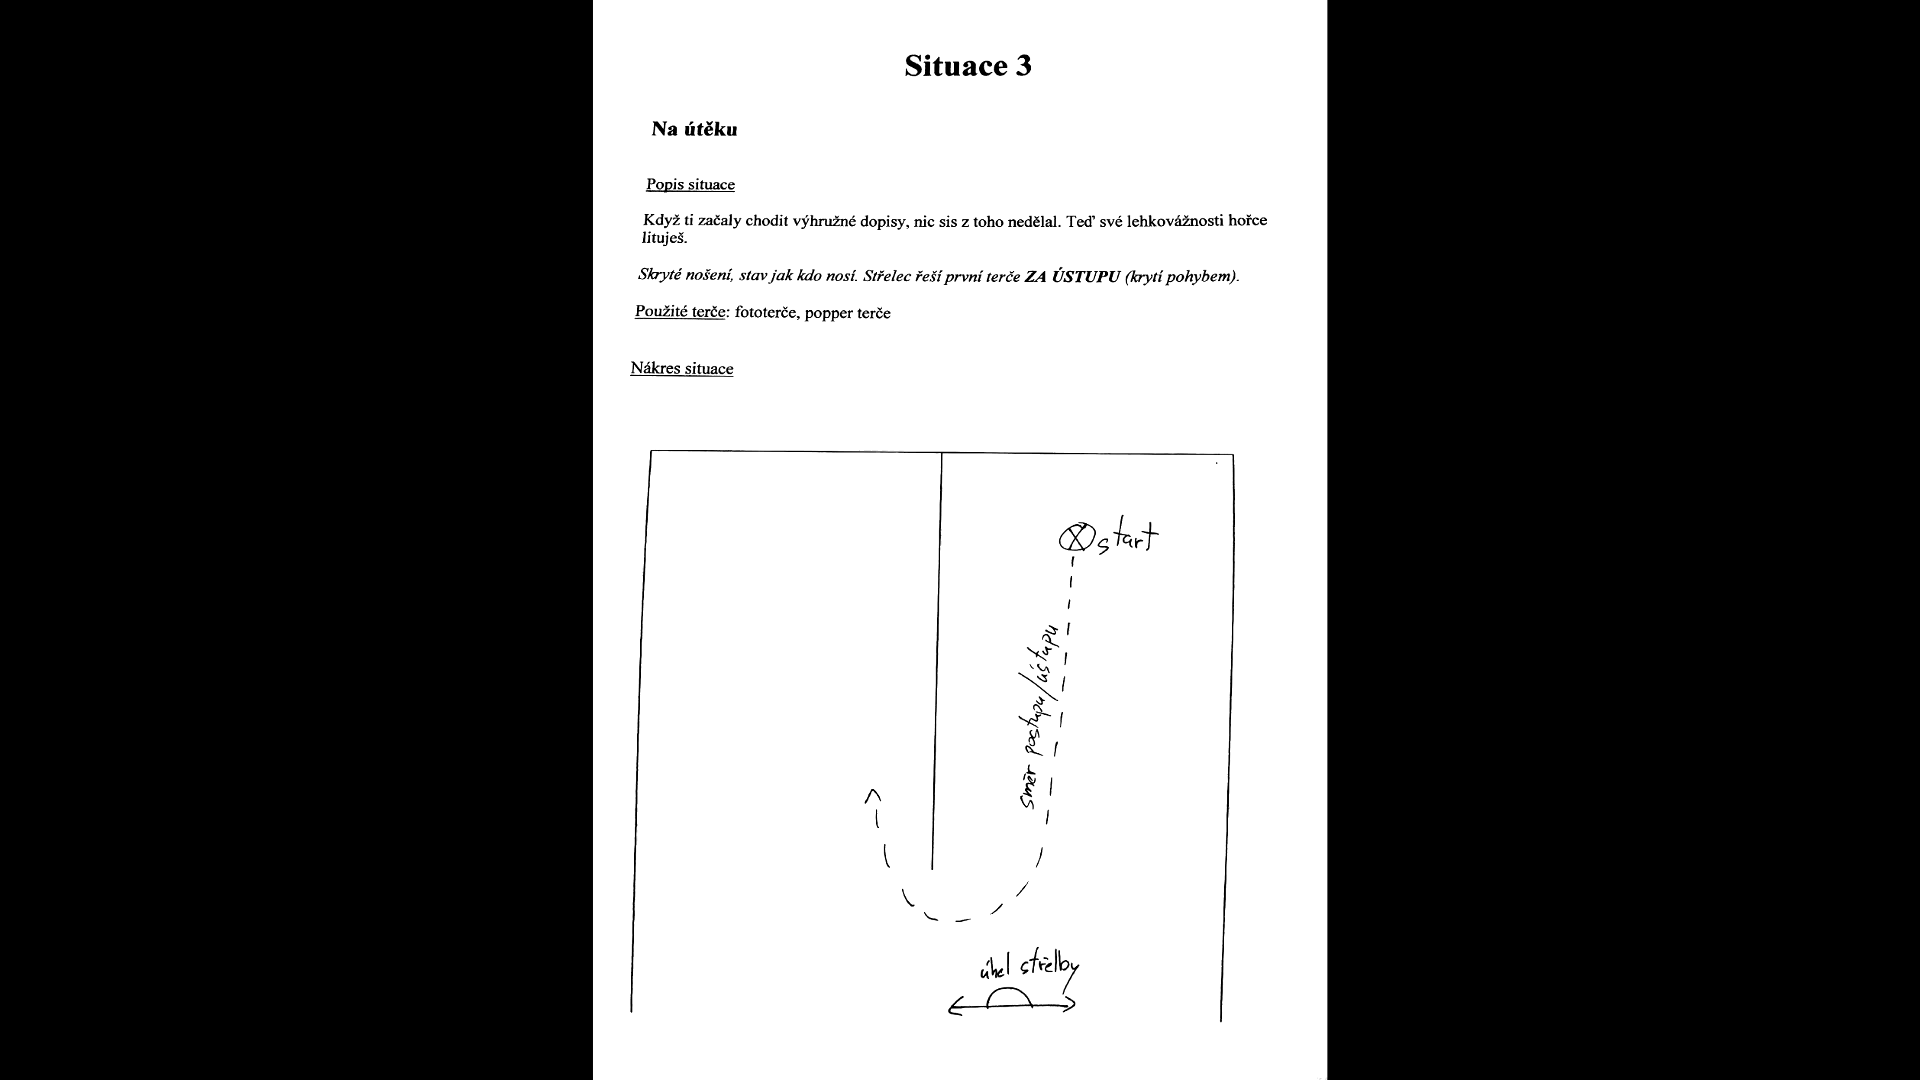 Situace 3
Na útěku
Popis situace
Když ti začaly chodit výhružné dopisy, nic sis z toho nedělal. Teď své lehkovážnosti hořce
lituješ.
Skryté nošení, stav jak kdo nosí. Střelec řeší první terče ZA ÚSTUPU (krytí pohybem).
Použité terče: fototerče, popper terče
Nákres situace
start
směr postupu/ústupu
úhel střelby